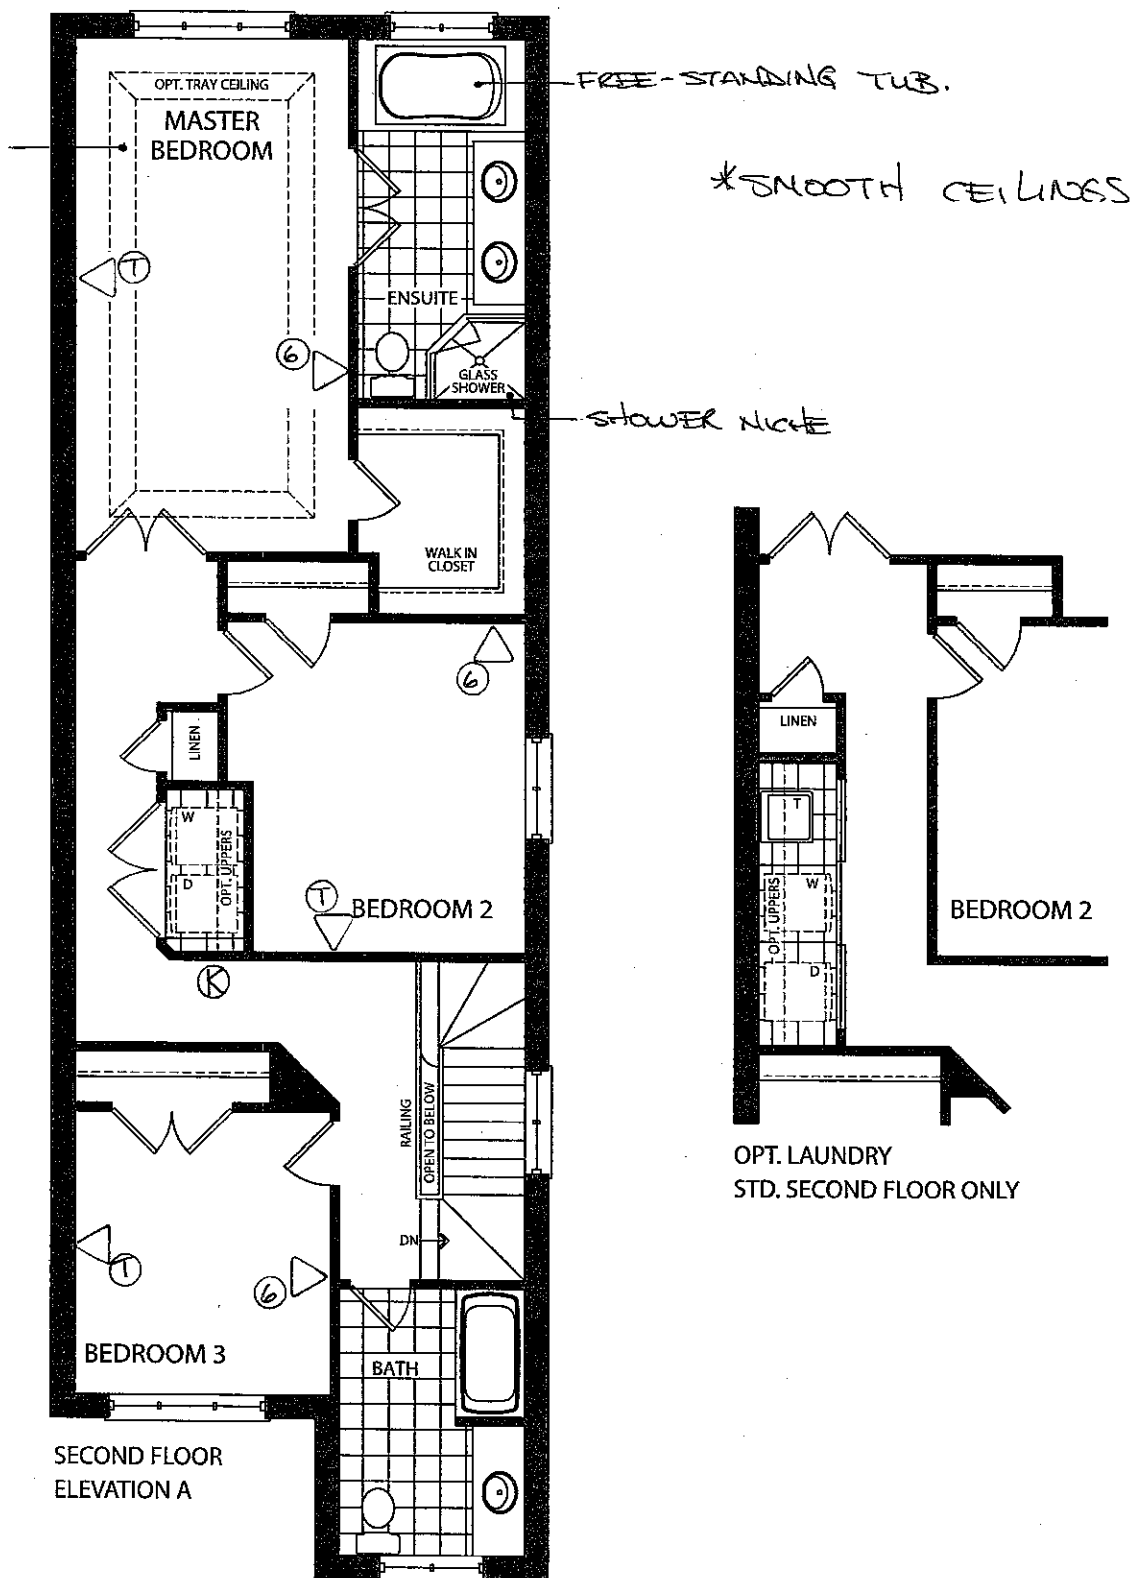 OPT. TRAY CEILING
MASTER
BEDROOM
FREE-STANDING TUB.
*SMOOTH CEILINGS
T
ENSUITE
6
GLASS
SHOWER
SHOWER NICHE
WALK IN
CLOSET
6
LINEN
W
D
OPT. UPPERS
T
BEDROOM 2
K
RAILING
OPEN TO BELOW
DN
T
6
BEDROOM 3
BATH
SECOND FLOOR
ELEVATION A
LINEN
T
W
D
OPT. UPPERS
BEDROOM 2
OPT. LAUNDRY
STD. SECOND FLOOR ONLY